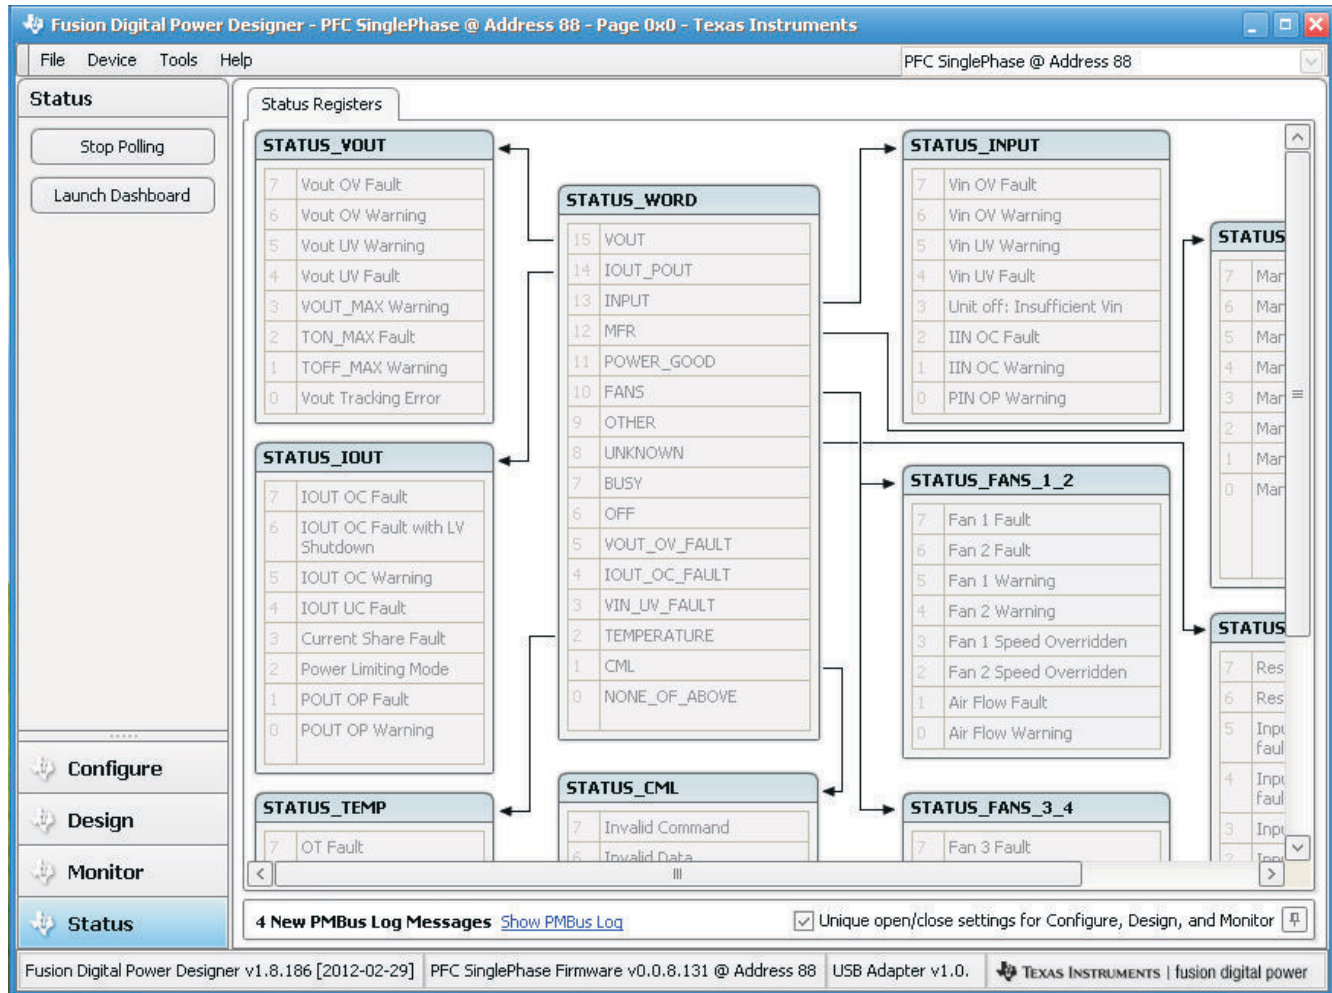 Fusion Digital Power Designer - PFC SinglePhase @ Address 88 - Page 0x0 - Texas Instruments
File Device Tools Help
PFC SinglePhase @ Address 88
Status
Stop Polling
Launch Dashboard
Status Registers
STATUS_VOUT
7 Vout OV Fault
6 Vout OV Warning
5 Vout UV Warning
4 Vout UV Fault
3 VOUT_MAX Warning
2 TON_MAX Fault
1 TOFF_MAX Warning
0 Vout Tracking Error
STATUS_IOUT
7 IOUT OC Fault
6 IOUT OC Fault with LV
Shutdown
5 IOUT OC Warning
4 IOUT UC Fault
3 Current Share Fault
2 Power Limiting Mode
1 POUT OP Fault
0 POUT OP Warning
STATUS_TEMP
7 OT Fault
STATUS_WORD
15 VOUT
14 IOUT_POUT
13 INPUT
12 MFR
11 POWER_GOOD
10 FANS
9 OTHER
8 UNKNOWN
7 BUSY
6 OFF
5 VOUT_OV_FAULT
4 IOUT_OC_FAULT
3 VIN_UV_FAULT
2 TEMPERATURE
1 CML
0 NONE_OF_ABOVE
STATUS_CML
7 Invalid Command
6 Invalid Data
STATUS_INPUT
7 Vin OV Fault
6 Vin OV Warning
5 Vin UV Warning
4 Vin UV Fault
3 Unit off: Insufficient Vin
2 IIN OC Fault
1 IIN OC Warning
0 PIN OP Warning
STATUS_FANS_1_2
7 Fan 1 Fault
6 Fan 2 Fault
5 Fan 1 Warning
4 Fan 2 Warning
3 Fan 1 Speed Overridden
2 Fan 2 Speed Overridden
1 Air Flow Fault
0 Air Flow Warning
STATUS_FANS_3_4
7 Fan 3 Fault
STATUS
7 Man
6 Man
5 Man
4 Man
3 Man
2 Man
1 Man
0 Man
STATUS
7 Res
6 Res
5 Inpu
faul
4 Inpu
faul
3 Inpu
2 Inpu
Configure
Design
Monitor
Status
4 New PMBus Log Messages Show PMBus Log
Unique open/close settings for Configure, Design, and Monitor
Fusion Digital Power Designer v1.8.186 [2012-02-29] PFC SinglePhase Firmware v0.0.8.131 @ Address 88 USB Adapter v1.0. TEXAS INSTRUMENTS | fusion digital power